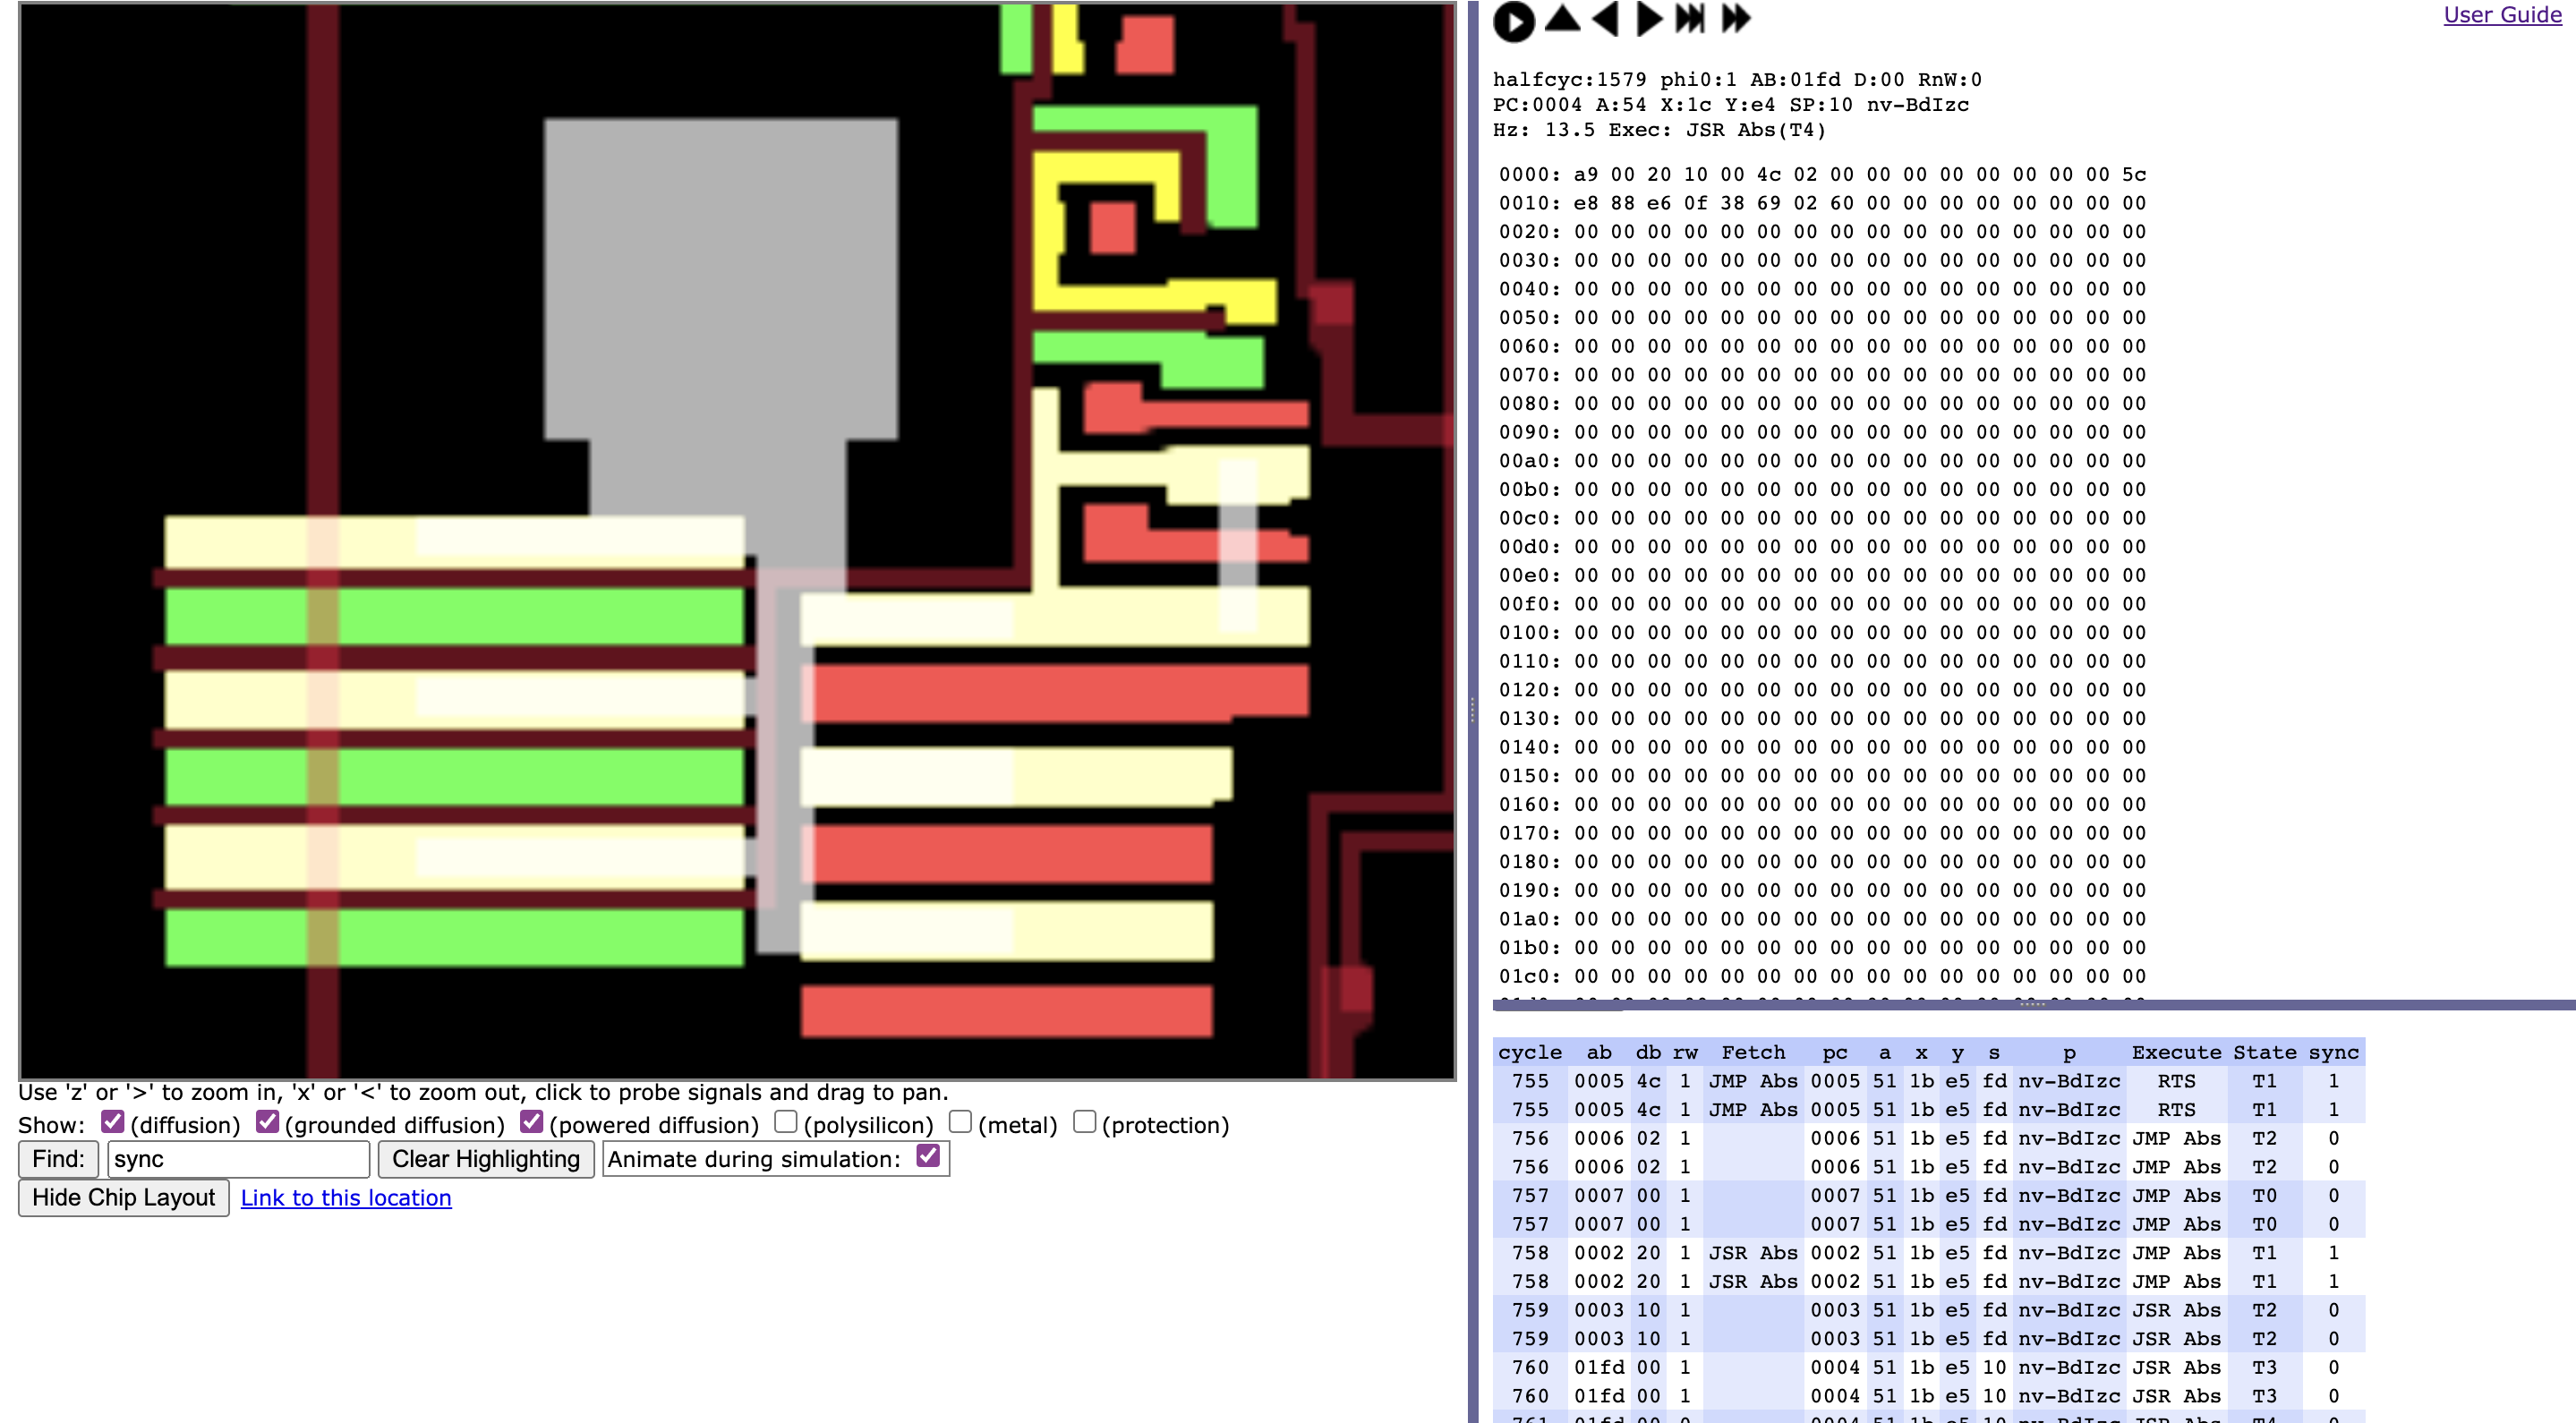 User Guide
halfcyc:1579 phi0:1 AB:01fd D:00 RnW:0
PC:0004 A:54 X:1c Y:e4 SP:10 nv-BdIzc
Hz: 13.5 Exec: JSR Abs(T4)
0000: a9 00 20 10 00 4c 02 00 00 00 00 00 00 00 00 5c
0010: e8 88 e6 0f 38 69 02 60 00 00 00 00 00 00 00 00
0020: 00 00 00 00 00 00 00 00 00 00 00 00 00 00 00 00
0030: 00 00 00 00 00 00 00 00 00 00 00 00 00 00 00 00
0040: 00 00 00 00 00 00 00 00 00 00 00 00 00 00 00 00
0050: 00 00 00 00 00 00 00 00 00 00 00 00 00 00 00 00
0060: 00 00 00 00 00 00 00 00 00 00 00 00 00 00 00 00
0070: 00 00 00 00 00 00 00 00 00 00 00 00 00 00 00 00
0080: 00 00 00 00 00 00 00 00 00 00 00 00 00 00 00 00
0090: 00 00 00 00 00 00 00 00 00 00 00 00 00 00 00 00
00a0: 00 00 00 00 00 00 00 00 00 00 00 00 00 00 00 00
00b0: 00 00 00 00 00 00 00 00 00 00 00 00 00 00 00 00
00c0: 00 00 00 00 00 00 00 00 00 00 00 00 00 00 00 00
00d0: 00 00 00 00 00 00 00 00 00 00 00 00 00 00 00 00
00e0: 00 00 00 00 00 00 00 00 00 00 00 00 00 00 00 00
00f0: 00 00 00 00 00 00 00 00 00 00 00 00 00 00 00 00
0100: 00 00 00 00 00 00 00 00 00 00 00 00 00 00 00 00
0110: 00 00 00 00 00 00 00 00 00 00 00 00 00 00 00 00
0120: 00 00 00 00 00 00 00 00 00 00 00 00 00 00 00 00
0130: 00 00 00 00 00 00 00 00 00 00 00 00 00 00 00 00
0140: 00 00 00 00 00 00 00 00 00 00 00 00 00 00 00 00
0150: 00 00 00 00 00 00 00 00 00 00 00 00 00 00 00 00
0160: 00 00 00 00 00 00 00 00 00 00 00 00 00 00 00 00
0170: 00 00 00 00 00 00 00 00 00 00 00 00 00 00 00 00
0180: 00 00 00 00 00 00 00 00 00 00 00 00 00 00 00 00
0190: 00 00 00 00 00 00 00 00 00 00 00 00 00 00 00 00
01a0: 00 00 00 00 00 00 00 00 00 00 00 00 00 00 00 00
01b0: 00 00 00 00 00 00 00 00 00 00 00 00 00 00 00 00
01c0: 00 00 00 00 00 00 00 00 00 00 00 00 00 00 00 00
Use 'z' or '>' to zoom in, 'x' or '<' to zoom out, click to probe signals and drag to pan.
Show: (diffusion) (grounded diffusion) (powered diffusion) (polysilicon) (metal) (protection)
Find: sync Clear Highlighting Animate during simulation:
Hide Chip Layout Link to this location
cycle ab db rw Fetch pc a x y s p Execute State sync
755 0005 4c 1 JMP Abs 0005 51 1b e5 fd nv-BdIzc RTS T1 1
755 0005 4c 1 JMP Abs 0005 51 1b e5 fd nv-BdIzc RTS T1 1
756 0006 02 1 0006 51 1b e5 fd nv-BdIzc JMP Abs T2 0
756 0006 02 1 0006 51 1b e5 fd nv-BdIzc JMP Abs T2 0
757 0007 00 1 0007 51 1b e5 fd nv-BdIzc JMP Abs T0 0
757 0007 00 1 0007 51 1b e5 fd nv-BdIzc JMP Abs T0 0
758 0002 20 1 JSR Abs 0002 51 1b e5 fd nv-BdIzc JMP Abs T1 1
758 0002 20 1 JSR Abs 0002 51 1b e5 fd nv-BdIzc JMP Abs T1 1
759 0003 10 1 0003 51 1b e5 fd nv-BdIzc JSR Abs T2 0
759 0003 10 1 0003 51 1b e5 fd nv-BdIzc JSR Abs T2 0
760 01fd 00 1 0004 51 1b e5 10 nv-BdIzc JSR Abs T3 0
760 01fd 00 1 0004 51 1b e5 10 nv-BdIzc JSR Abs T3 0